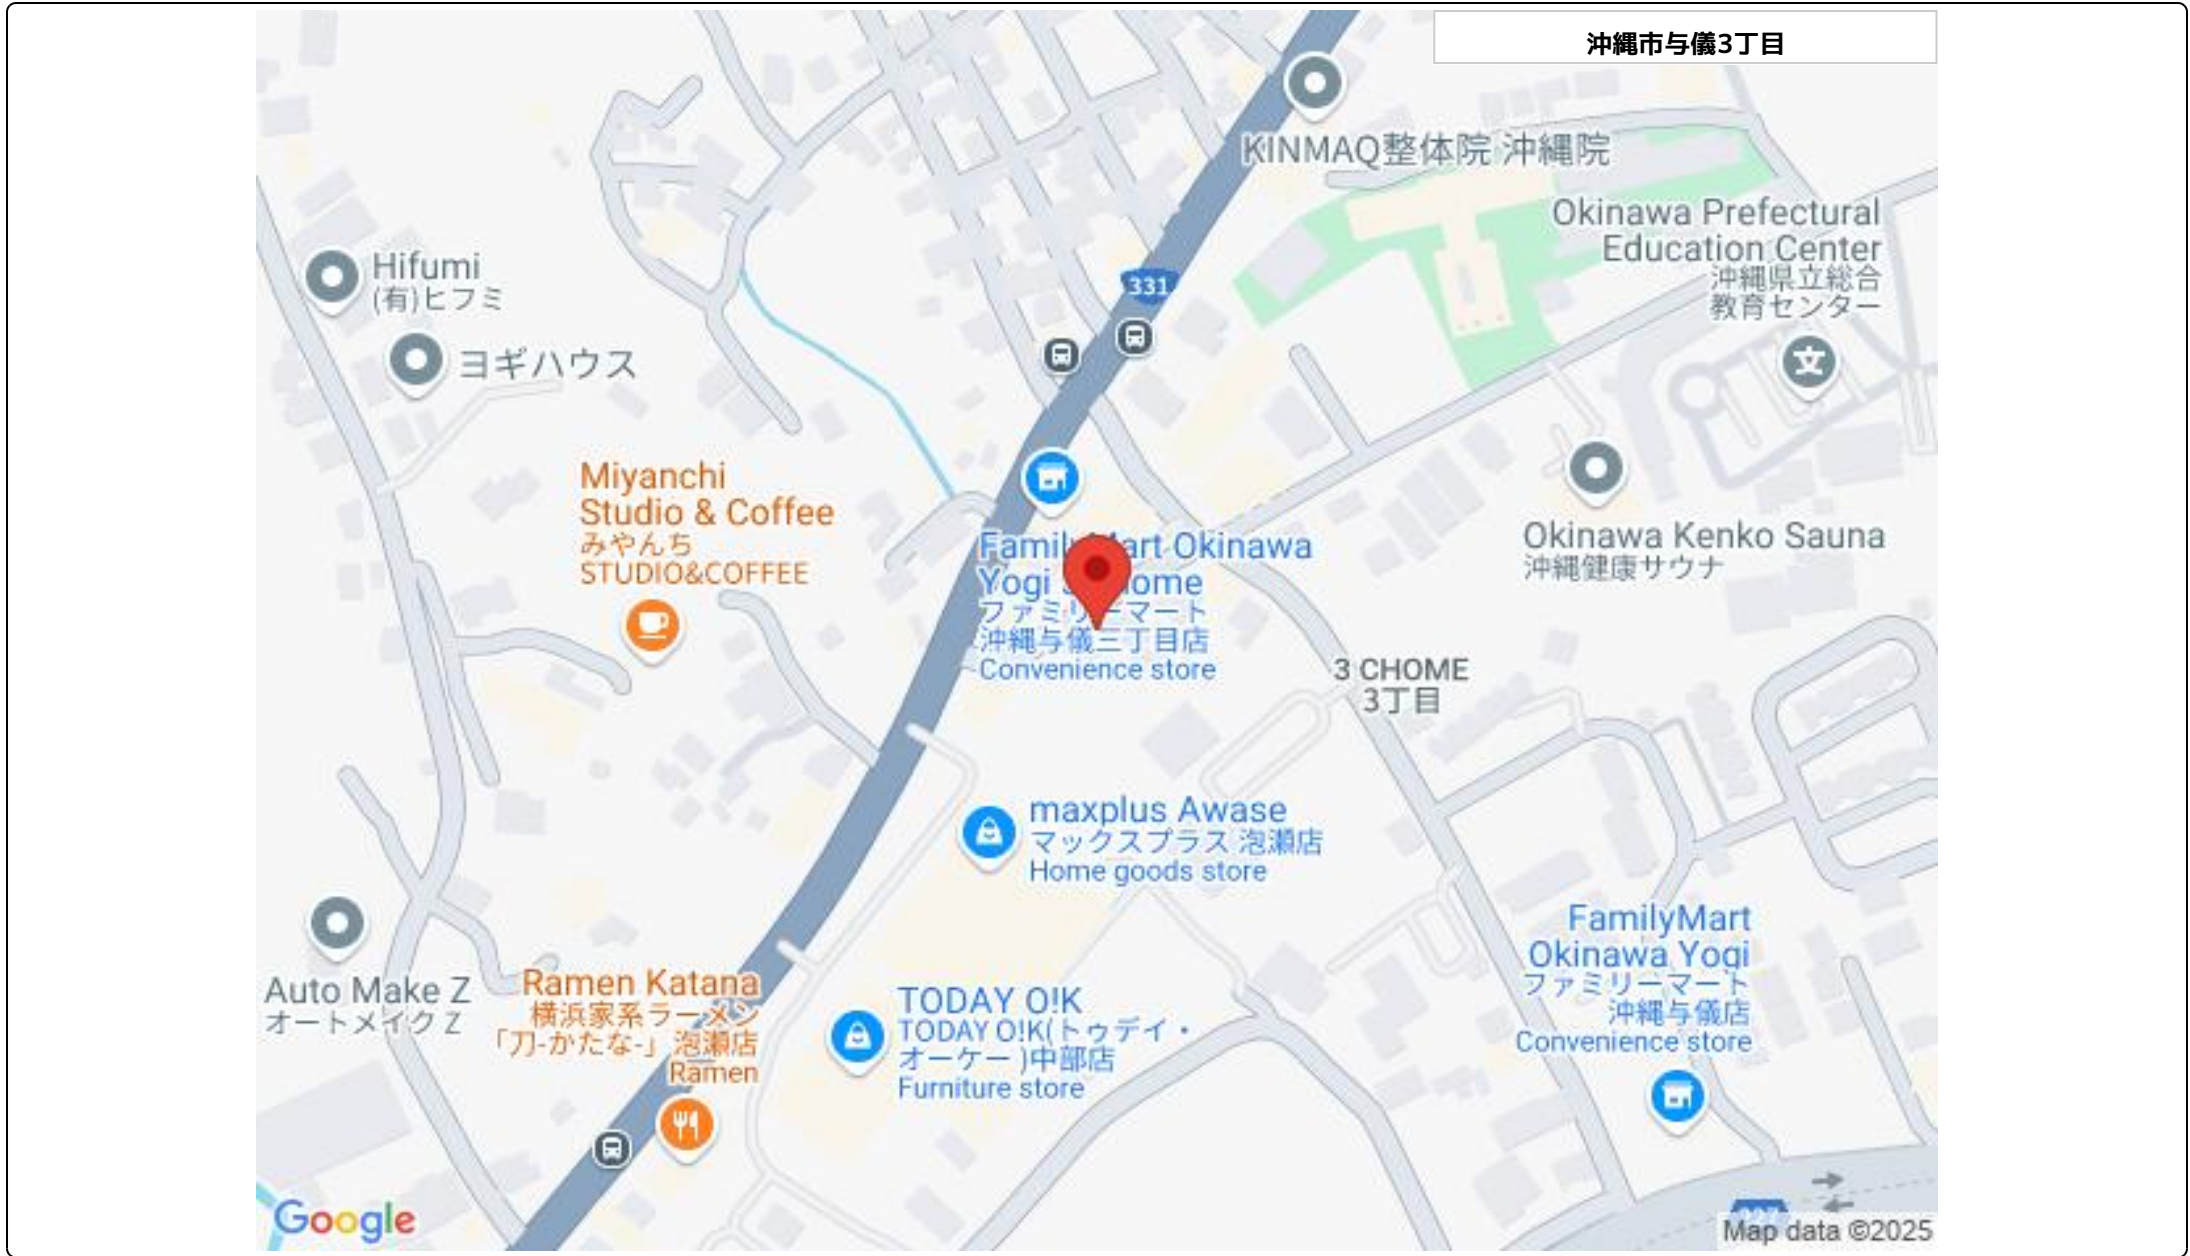 沖縄市与儀3丁目
KINMAQ整体院 沖縄院
Okinawa Prefectural
Education Center
沖縄県立総合
教育センター
Hifumi
(有)ヒフミ
331
ヨギハウス
Miyanchi
Studio & Coffee
みやんち
STUDIO&COFFEE
Okinawa
Yogi
ファミリーマート
沖縄与儀三丁目店
Convenience store
Okinawa Kenko Sauna
沖縄健康サウナ
3 CHOME
3丁目
maxplus Awase
マックスプラス 泡瀬店
Home goods store
FamilyMart
Okinawa Yogi
ファミリーマート
沖縄与儀店
Convenience store
Auto Make Z
オートメイクZ
Ramen Katana
横浜家系ラーメン
「刀-かたな-」 泡瀬店
Ramen
TODAY O!K
TODAY O!K(トゥデイ・
オーケー )中部店
Furniture store
Google
Map data ©2025